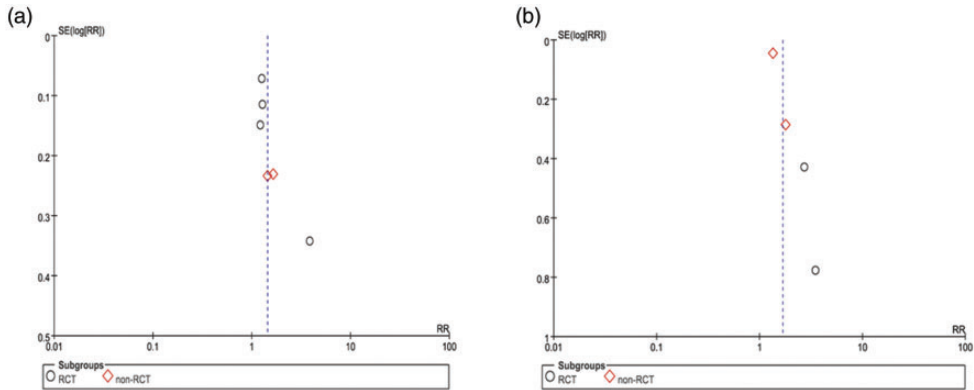 (a)
SE(log[RR])
0
0.1
0.2
0.3
0.4
0.5
0.01 0.1 1 10 100
RR
Subgroups
RCT non-RCT
(b)
SE(log[RR])
0
0.2
0.4
0.6
0.8
1
0.01 0.1 1 10 100
RR
Subgroups
RCT non-RCT